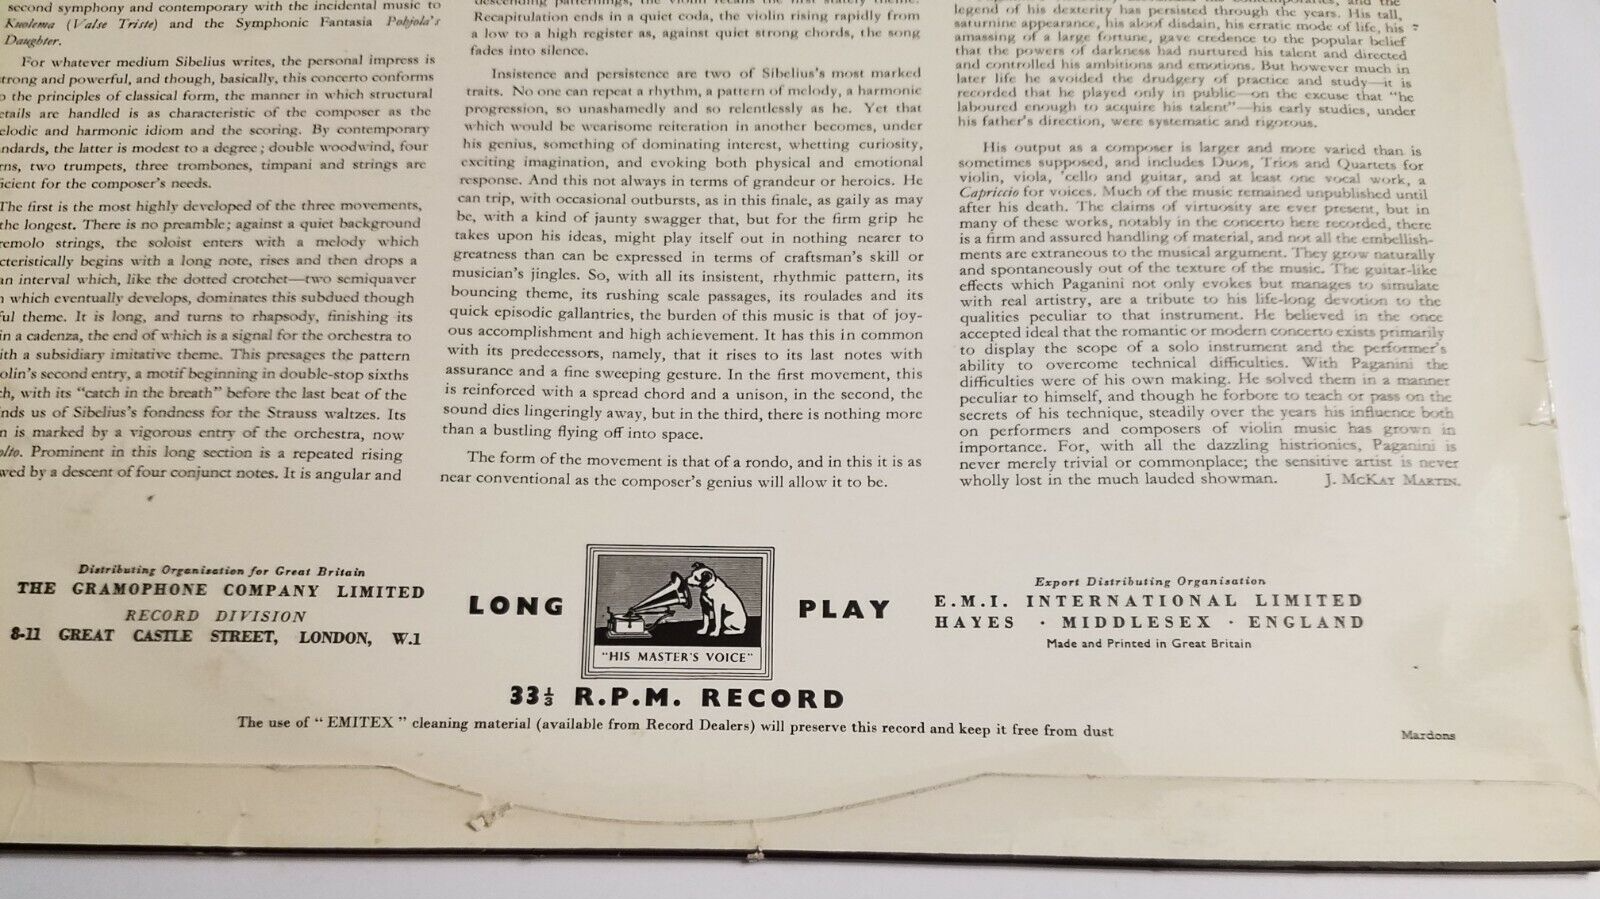 second symphony and contemporary with the incidental music to
Kuolema (Valse Triste) and the Symphonic Fantasia Pohjola's
Daughter.
For whatever medium Sibelius writes, the personal impress is
trong and powerful, and though, basically, this concerto conforms
o the principles of classical form, the manner in which structural
etails are handled is as characteristic of the composer as the
elodic and harmonic idiom and the scoring. By contemporary
ndards, the latter is modest to a degree; double woodwind, four
rns, two trumpets, three trombones, timpani and strings are
icient for the composer's needs.
The first is the most highly developed of the three movements,
the longest. There is no preamble; against a quiet background
remolo strings, the soloist enters with a melody which
cteristically begins with a long note, rises and then drops a
an interval which, like the dotted crotchet—two semiquaver
which eventually develops, dominates this subdued though
ful theme. It is long, and turns to rhapsody, finishing its
in a cadenza, the end of which is a signal for the orchestra to
ith a subsidiary imitative theme. This presages the pattern
olin's second entry, a motif beginning in double-stop sixths
ch, with its "catch in the breath" before the last beat of the
nds us of Sibelius's fondness for the Strauss waltzes. Its
n is marked by a vigorous entry of the orchestra, now
olto. Prominent in this long section is a repeated rising
wed by a descent of four conjunct notes. It is angular and
descending patternings, the violin recalls the first stately theme.
Recapitulation ends in a quiet coda, the violin rising rapidly from
a low to a high register as, against quiet strong chords, the song
fades into silence.
Insistence and persistence are two of Sibelius's most marked
traits. No one can repeat a rhythm, a pattern of melody, a harmonic
progression, so unashamedly and so relentlessly as he. Yet that
which would be wearisome reiteration in another becomes, under
his genius, something of dominating interest, whetting curiosity,
exciting imagination, and evoking both physical and emotional
response. And this not always in terms of grandeur or heroics. He
can trip, with occasional outbursts, as in this finale, as gaily as may
be, with a kind of jaunty swagger that, but for the firm grip he
takes upon his ideas, might play itself out in nothing nearer to
greatness than can be expressed in terms of craftsman's skill or
musician's jingles. So, with all its insistent, rhythmic pattern, its
bouncing theme, its rushing scale passages, its roulades and its
quick episodic gallantries, the burden of this music is that of joy-
ous accomplishment and high achievement. It has this in common
with its predecessors, namely, that it rises to its last notes with
assurance and a fine sweeping gesture. In the first movement, this
is reinforced with a spread chord and a unison, in the second, the
sound dies lingeringly away, but in the third, there is nothing more
than a bustling flying off into space.
The form of the movement is that of a rondo, and in this it is as
near conventional as the composer's genius will allow it to be.
contemporaries, and the
legend of his dexterity has persisted through the years. His tall,
saturnine appearance, his aloof disdain, his erratic mode of life, his
amassing of a large fortune, gave credence to the popular belief
that the powers of darkness had nurtured his talent and directed
and controlled his ambitions and emotions. But however much in
later life he avoided the drudgery of practice and study—it is
recorded that he played only in public—on the excuse that "he
laboured enough to acquire his talent"—his early studies, under
his father's direction, were systematic and rigorous.
His output as a composer is larger and more varied than is
sometimes supposed, and includes Duos, Trios and Quartets for
violin, viola, 'cello and guitar, and at least one vocal work, a
Capriccio for voices. Much of the music remained unpublished until
after his death. The claims of virtuosity are ever present, but in
many of these works, notably in the concerto here recorded, there
is a firm and assured handling of material, and not all the embellish-
ments are extraneous to the musical argument. They grow naturally
and spontaneously out of the texture of the music. The guitar-like
effects which Paganini not only evokes but manages to simulate
with real artistry, are a tribute to his life-long devotion to the
qualities peculiar to that instrument. He believed in the once
accepted ideal that the romantic or modern concerto exists primarily
to display the scope of a solo instrument and the performer's
ability to overcome technical difficulties. With Paganini the
difficulties were of his own making. He solved them in a manner
peculiar to himself, and though he forbore to teach or pass on the
secrets of his technique, steadily over the years his influence both
on performers and composers of violin music has grown in
importance. For, with all the dazzling histrionics, Paganini is
never merely trivial or commonplace; the sensitive artist is never
wholly lost in the much lauded showman. J. McKAY MARTIN.
Distributing Organisation for Great Britain
THE GRAMOPHONE COMPANY LIMITED
RECORD DIVISION
8-11 GREAT CASTLE STREET, LONDON, W.1
LONG PLAY
"HIS MASTER'S VOICE"
33⅓ R.P.M. RECORD
Export Distributing Organisation
E.M.I. INTERNATIONAL LIMITED
HAYES · MIDDLESEX · ENGLAND
Made and Printed in Great Britain
The use of "EMITEX" cleaning material (available from Record Dealers) will preserve this record and keep it free from dust
Mardons